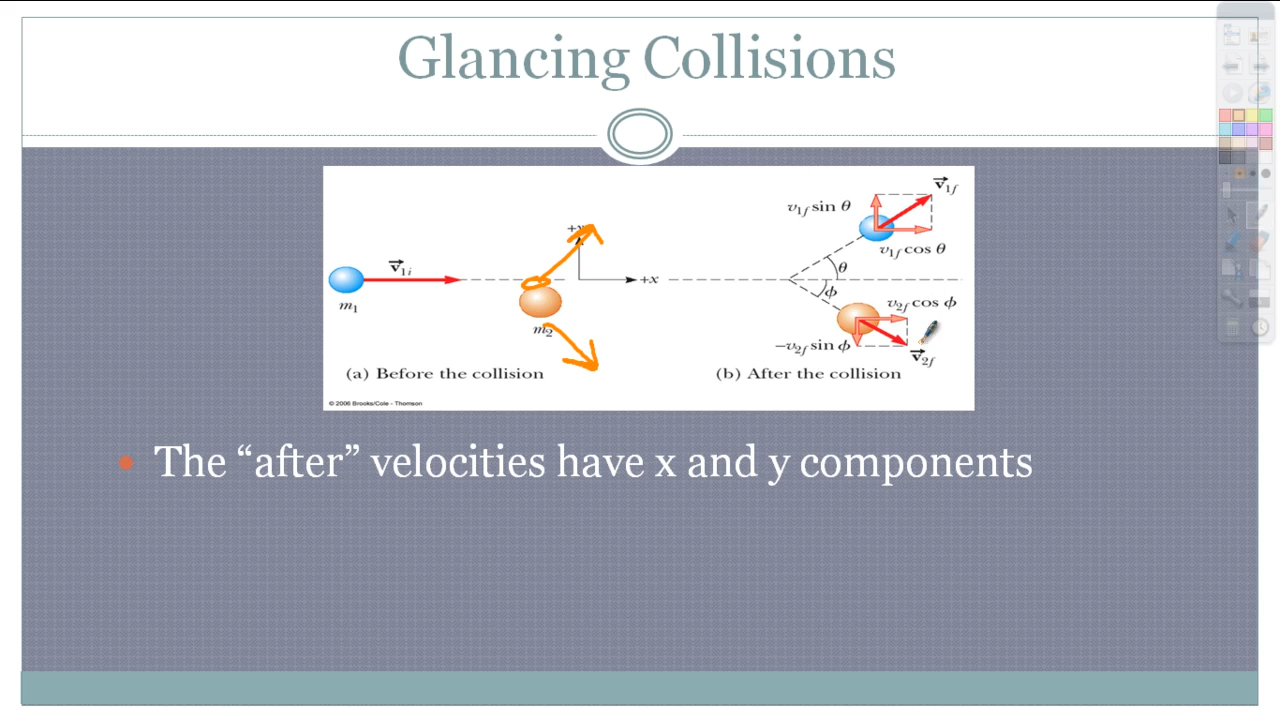 Glancing Collisions
v⃗1i
m1
m2
+y
+x
(a) Before the collision
v⃗1f
v1f sin θ
v1f cos θ
θ
ϕ
v2f cos ϕ
−v2f sin ϕ
v⃗2f
(b) After the collision
© 2006 Brooks/Cole - Thomson
• The “after” velocities have x and y components